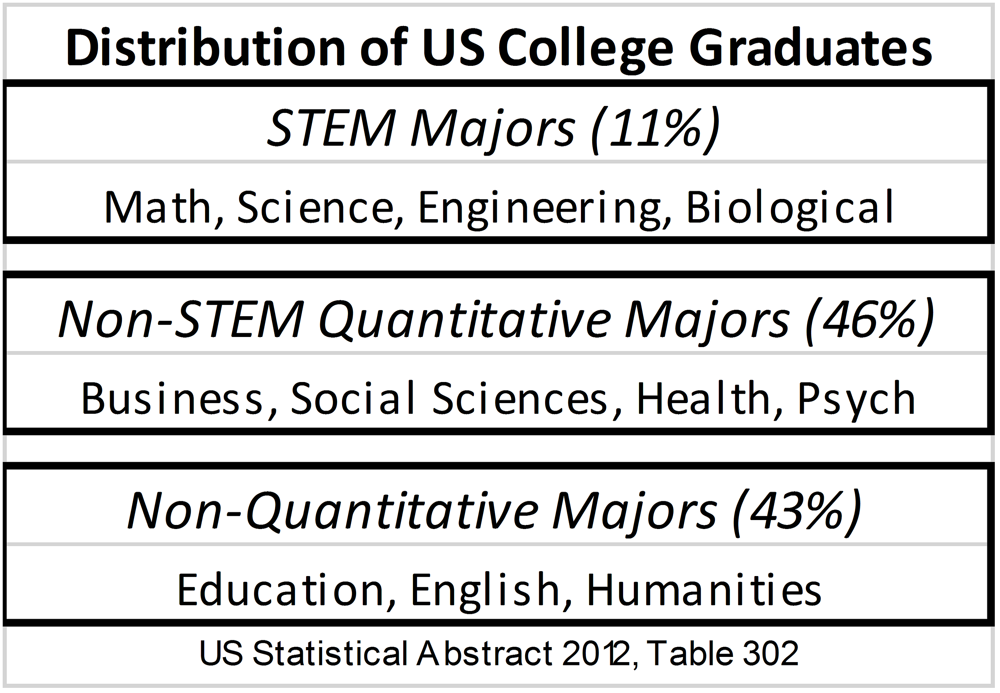 Distribution of US College Graduates
STEM Majors (11%)
Math, Science, Engineering, Biological
Non-STEM Quantitative Majors (46%)
Business, Social Sciences, Health, Psych
Non-Quantitative Majors (43%)
Education, English, Humanities
US Statistical Abstract 2012, Table 302